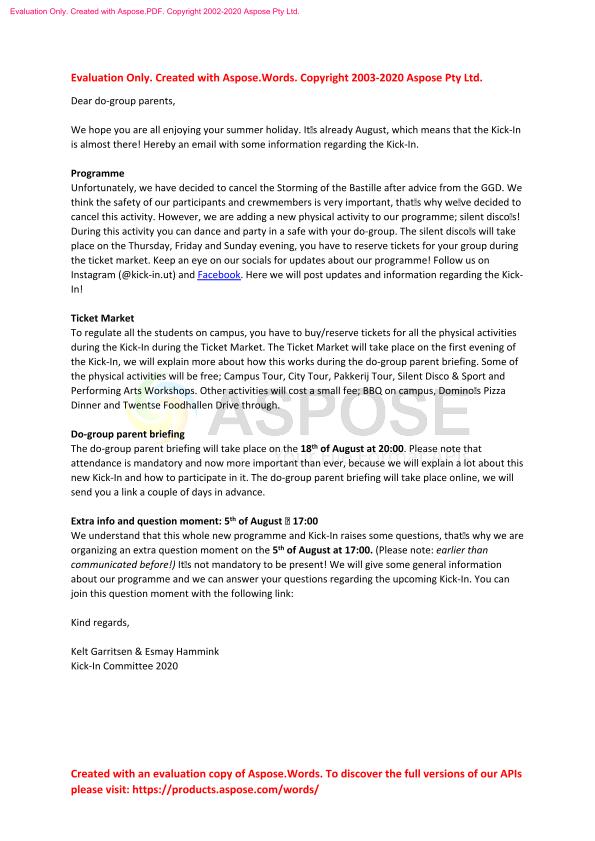 Evaluation Only. Created with Aspose.PDF. Copyright 2002-2020 Aspose Pty Ltd.
Evaluation Only. Created with Aspose.Words. Copyright 2003-2020 Aspose Pty Ltd.
Dear do-group parents,
We hope you are all enjoying your summer holiday. It▯s already August, which means that the Kick-In
is almost there! Hereby an email with some information regarding the Kick-In.
Programme
Unfortunately, we have decided to cancel the Storming of the Bastille after advice from the GGD. We
think the safety of our participants and crewmembers is very important, that▯s why we▯ve decided to
cancel this activity. However, we are adding a new physical activity to our programme; silent disco▯s!
During this activity you can dance and party in a safe with your do-group. The silent disco▯s will take
place on the Thursday, Friday and Sunday evening, you have to reserve tickets for your group during
the ticket market. Keep an eye on our socials for updates about our programme! Follow us on
Instagram (@kick-in.ut) and Facebook. Here we will post updates and information regarding the Kick-
In!
Ticket Market
To regulate all the students on campus, you have to buy/reserve tickets for all the physical activities
during the Kick-In during the Ticket Market. The Ticket Market will take place on the first evening of
the Kick-In, we will explain more about how this works during the do-group parent briefing. Some of
the physical activities will be free; Campus Tour, City Tour, Pakkerij Tour, Silent Disco & Sport and
Performing Arts Workshops. Other activities will cost a small fee; BBQ on campus, Domino▯s Pizza
Dinner and Twentse Foodhallen Drive through.
ASPOSE
Do-group parent briefing
The do-group parent briefing will take place on the 18th of August at 20:00. Please note that
attendance is mandatory and now more important than ever, because we will explain a lot about this
new Kick-In and how to participate in it. The do-group parent briefing will take place online, we will
send you a link a couple of days in advance.
Extra info and question moment: 5th of August ▯ 17:00
We understand that this whole new programme and Kick-In raises some questions, that▯s why we are
organizing an extra question moment on the 5th of August at 17:00. (Please note: earlier than
communicated before!) It▯s not mandatory to be present! We will give some general information
about our programme and we can answer your questions regarding the upcoming Kick-In. You can
join this question moment with the following link:
Kind regards,
Kelt Garritsen & Esmay Hammink
Kick-In Committee 2020
Created with an evaluation copy of Aspose.Words. To discover the full versions of our APIs
please visit: https://products.aspose.com/words/